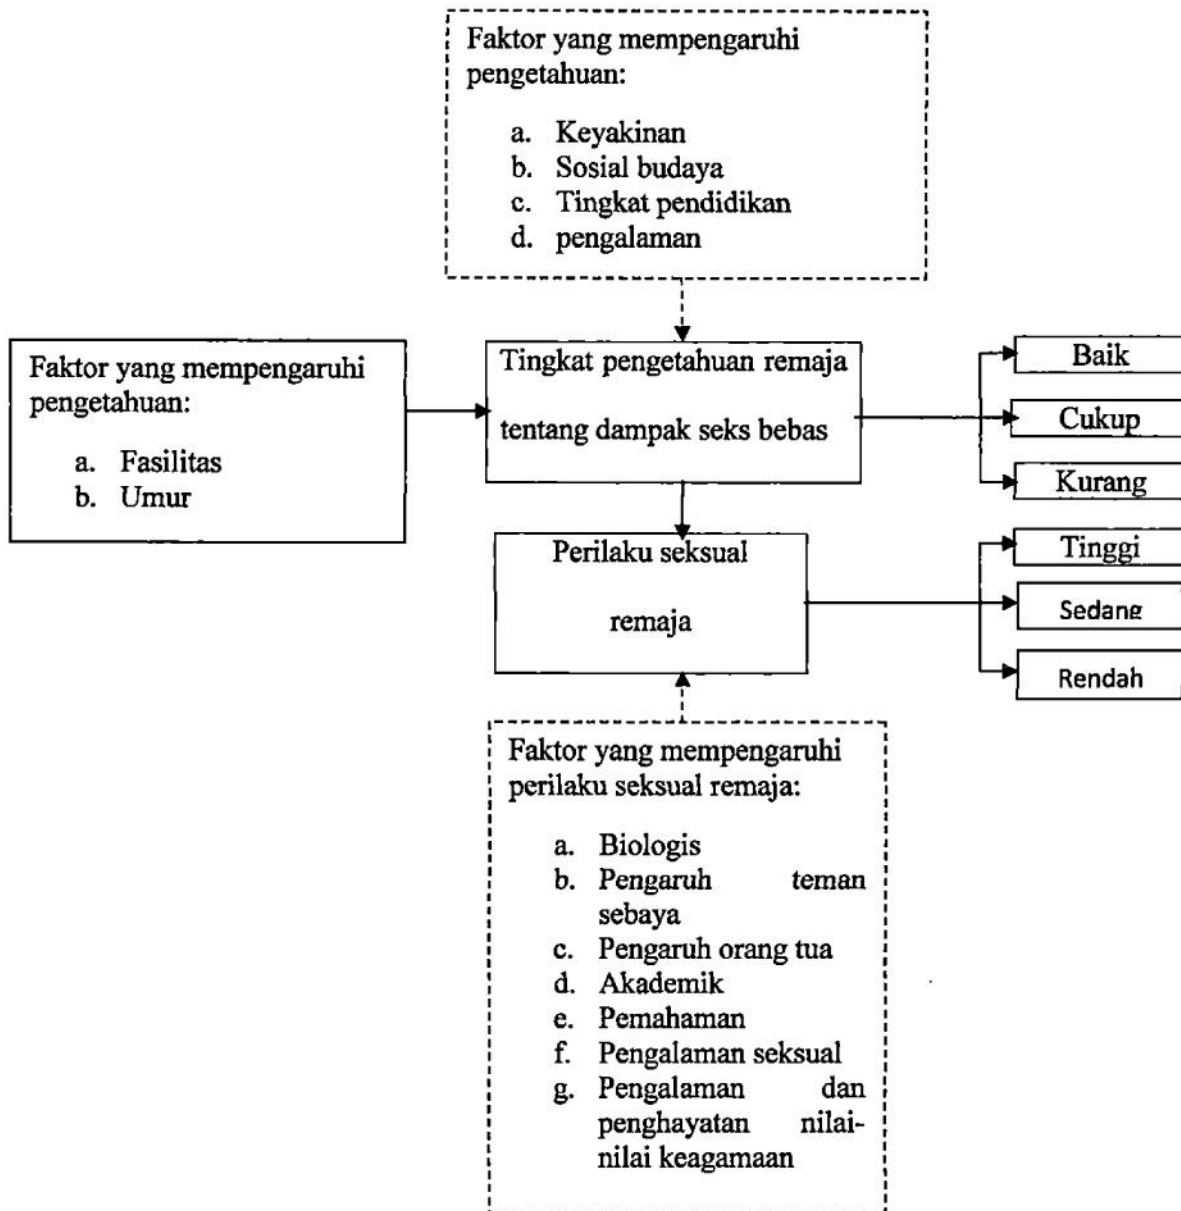 Faktor yang mempengaruhi
pengetahuan:
a. Keyakinan
b. Sosial budaya
c. Tingkat pendidikan
d. pengalaman
Faktor yang mempengaruhi
pengetahuan:
a. Fasilitas
b. Umur
Tingkat pengetahuan remaja
tentang dampak seks bebas
Baik
Cukup
Kurang
Perilaku seksual
remaja
Tinggi
Sedang
Rendah
Faktor yang mempengaruhi
perilaku seksual remaja:
a. Biologis
b. Pengaruh teman
sebaya
c. Pengaruh orang tua
d. Akademik
e. Pemahaman
f. Pengalaman seksual
g. Pengalaman dan
penghayatan nilai-
nilai keagamaan